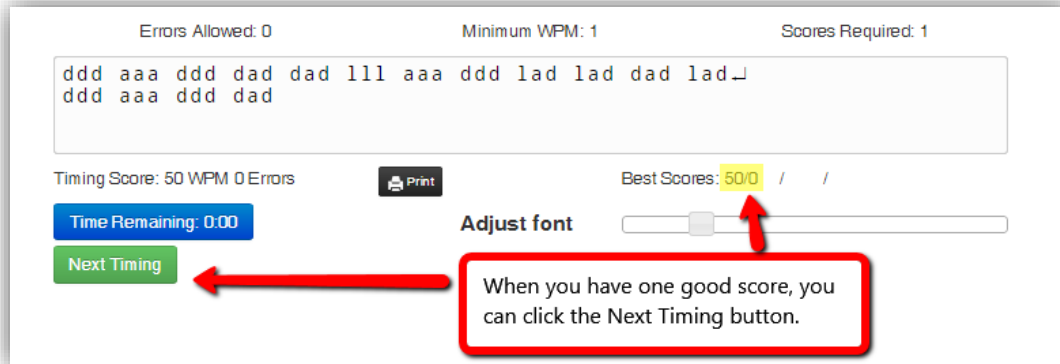 Errors Allowed: 0 Minimum WPM: 1 Scores Required: 1
ddd aaa ddd dad dad lll aaa ddd lad lad dad lad↵
ddd aaa ddd dad
Timing Score: 50 WPM 0 Errors Print Best Scores: 50/0 / /
Time Remaining: 0:00 Adjust font
Next Timing
When you have one good score, you
can click the Next Timing button.